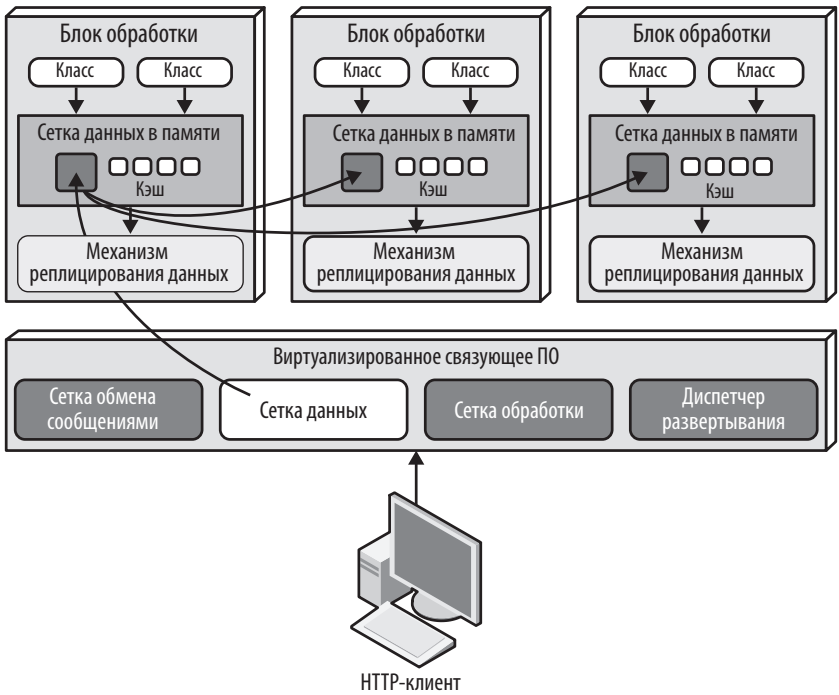 Блок обработки
Класс
Класс
Сетка данных в памяти
Кэш
Механизм
реплицирования данных
Блок обработки
Класс
Класс
Сетка данных в памяти
Кэш
Механизм
реплицирования данных
Блок обработки
Класс
Класс
Сетка данных в памяти
Кэш
Механизм
реплицирования данных
Виртуализированное связующее ПО
Сетка обмена
сообщениями
Сетка данных
Сетка обработки
Диспетчер
развертывания
HTTP-клиент